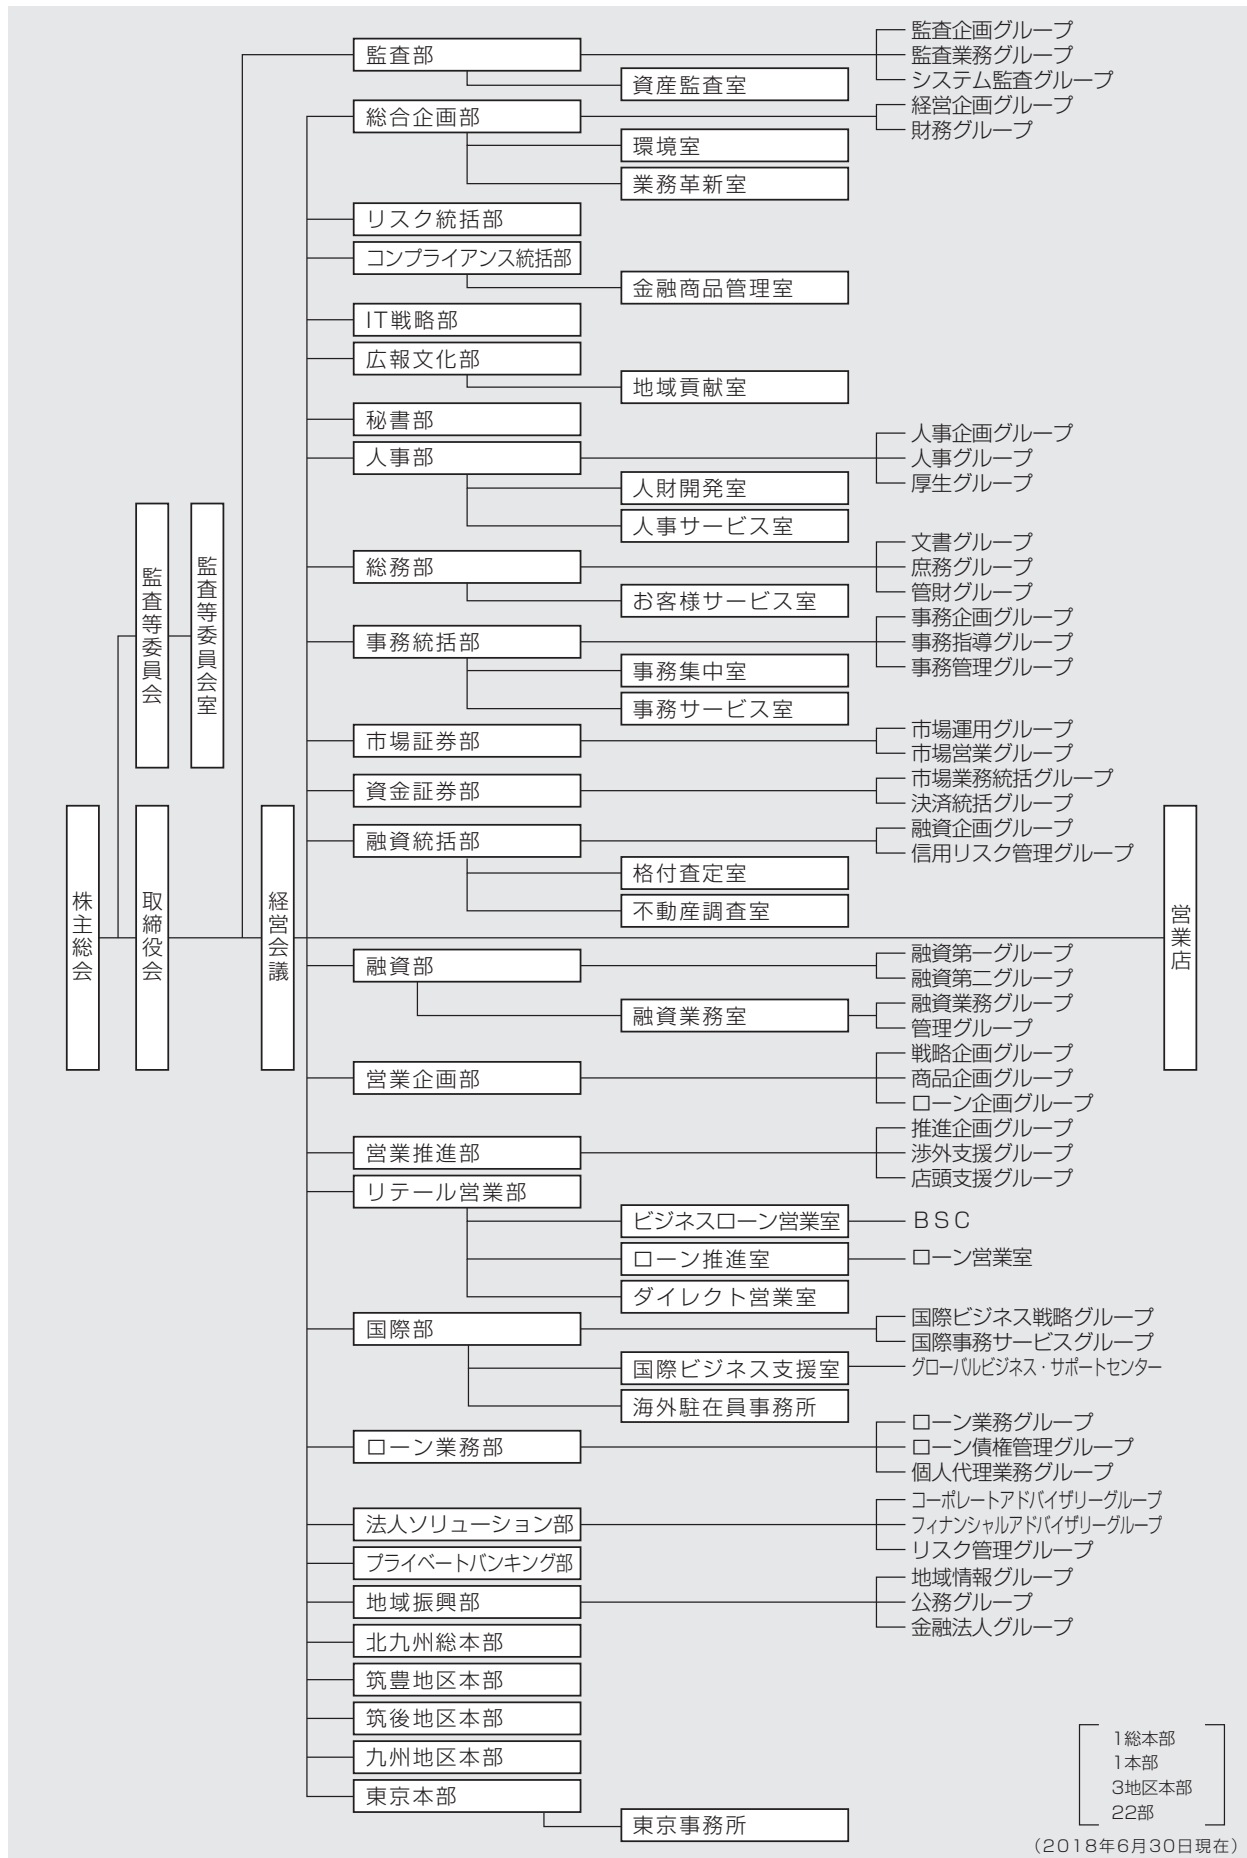 株主総会
取締役会
監査等委員会
監査等委員会室
経営会議
監査部
監査企画グループ
監査業務グループ
システム監査グループ
資産監査室
総合企画部
経営企画グループ
財務グループ
環境室
業務革新室
リスク統括部
コンプライアンス統括部
金融商品管理室
IT戦略部
広報文化部
地域貢献室
秘書部
人事部
人事企画グループ
人事グループ
厚生グループ
人財開発室
人事サービス室
総務部
文書グループ
庶務グループ
管財グループ
お客様サービス室
事務統括部
事務企画グループ
事務指導グループ
事務管理グループ
事務集中室
事務サービス室
市場証券部
市場運用グループ
市場営業グループ
資金証券部
市場業務統括グループ
決済統括グループ
融資統括部
融資企画グループ
信用リスク管理グループ
格付査定室
不動産調査室
営業店
融資部
融資第一グループ
融資第二グループ
融資業務室
融資業務グループ
管理グループ
営業企画部
戦略企画グループ
商品企画グループ
ローン企画グループ
営業推進部
推進企画グループ
渉外支援グループ
店頭支援グループ
リテール営業部
ビジネスローン営業室
BSC
ローン推進室
ローン営業室
ダイレクト営業室
国際部
国際ビジネス戦略グループ
国際事務サービスグループ
国際ビジネス支援室
グローバルビジネス・サポートセンター
海外駐在員事務所
ローン業務部
ローン業務グループ
ローン債権管理グループ
個人代理業務グループ
法人ソリューション部
コーポレートアドバイザリーグループ
フィナンシャルアドバイザリーグループ
リスク管理グループ
プライベートバンキング部
地域振興部
地域情報グループ
公務グループ
金融法人グループ
北九州総本部
筑豊地区本部
筑後地区本部
九州地区本部
東京本部
東京事務所
1総本部
1本部
3地区本部
22部
(2018年6月30日現在)